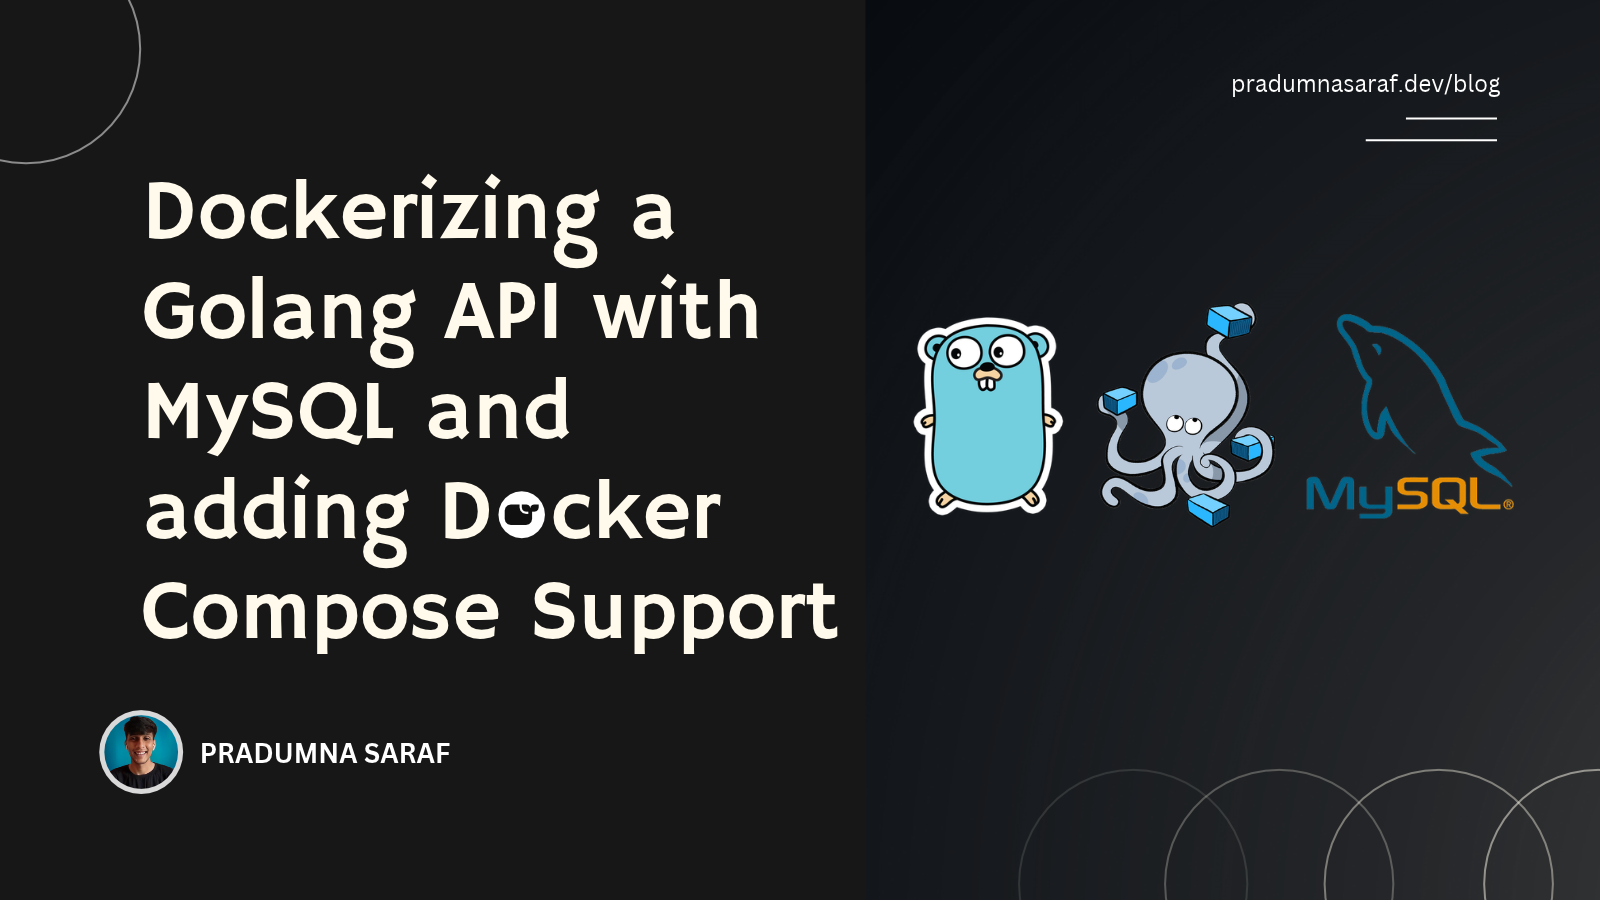 pradumnasaraf.dev/blog
Dockerizing a
Golang API with
MySQL and
adding Docker
Compose Support
MySQL®
PRADUMNA SARAF